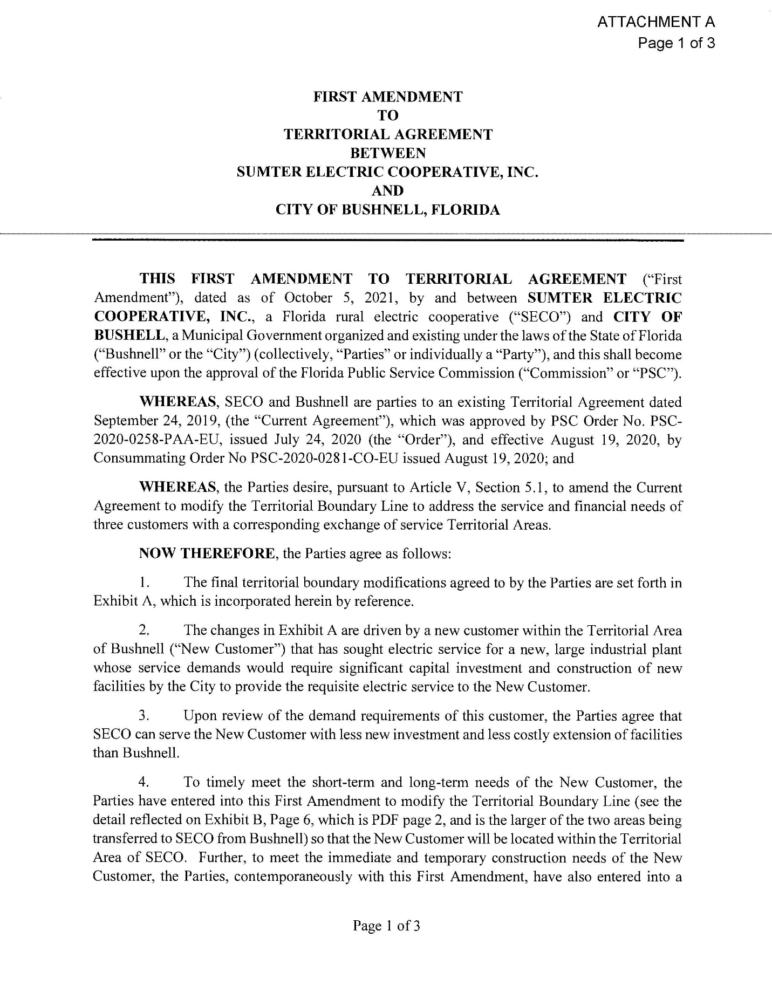 ATTACHMENT A
Page 1 of 3
FIRST AMENDMENT
TO
TERRITORIAL AGREEMENT
BETWEEN
SUMTER ELECTRIC COOPERATIVE, INC.
AND
CITY OF BUSHNELL, FLORIDA
THIS FIRST AMENDMENT TO TERRITORIAL AGREEMENT (“First
Amendment”), dated as of October 5, 2021, by and between SUMTER ELECTRIC
COOPERATIVE, INC., a Florida rural electric cooperative (“SECO”) and CITY OF
BUSHELL, a Municipal Government organized and existing under the laws of the State of Florida
(“Bushnell” or the “City”) (collectively, “Parties” or individually a “Party”), and this shall become
effective upon the approval of the Florida Public Service Commission (“Commission” or “PSC”).
WHEREAS, SECO and Bushnell are parties to an existing Territorial Agreement dated
September 24, 2019, (the “Current Agreement”), which was approved by PSC Order No. PSC-
2020-0258-PAA-EU, issued July 24, 2020 (the “Order”), and effective August 19, 2020, by
Consummating Order No PSC-2020-0281-CO-EU issued August 19, 2020; and
WHEREAS, the Parties desire, pursuant to Article V, Section 5.1, to amend the Current
Agreement to modify the Territorial Boundary Line to address the service and financial needs of
three customers with a corresponding exchange of service Territorial Areas.
NOW THEREFORE, the Parties agree as follows:
1. The final territorial boundary modifications agreed to by the Parties are set forth in
Exhibit A, which is incorporated herein by reference.
2. The changes in Exhibit A are driven by a new customer within the Territorial Area
of Bushnell (“New Customer”) that has sought electric service for a new, large industrial plant
whose service demands would require significant capital investment and construction of new
facilities by the City to provide the requisite electric service to the New Customer.
3. Upon review of the demand requirements of this customer, the Parties agree that
SECO can serve the New Customer with less new investment and less costly extension of facilities
than Bushnell.
4. To timely meet the short-term and long-term needs of the New Customer, the
Parties have entered into this First Amendment to modify the Territorial Boundary Line (see the
detail reflected on Exhibit B, Page 6, which is PDF page 2, and is the larger of the two areas being
transferred to SECO from Bushnell) so that the New Customer will be located within the Territorial
Area of SECO. Further, to meet the immediate and temporary construction needs of the New
Customer, the Parties, contemporaneously with this First Amendment, have also entered into a
Page 1 of 3